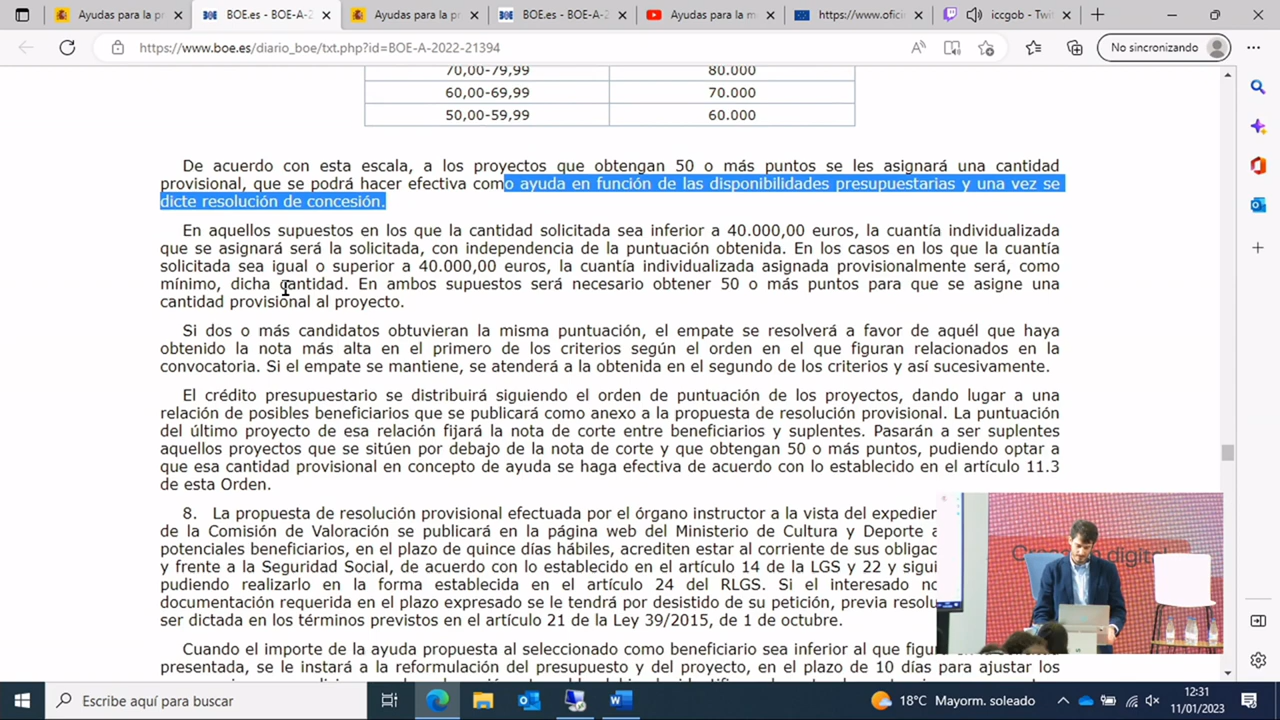 Ayudas para la p
BOE.es - BOE-A-2
Ayudas para la p
BOE.es - BOE-A-2
Ayudas para la m
https://www.ofici
iccgob - Twit
https://www.boe.es/diario_boe/txt.php?id=BOE-A-2022-21394
No sincronizando
70,00-79,99 80.000
60,00-69,99 70.000
50,00-59,99 60.000
De acuerdo con esta escala, a los proyectos que obtengan 50 o más puntos se les asignará una cantidad
provisional, que se podrá hacer efectiva como ayuda en función de las disponibilidades presupuestarias y una vez se
dicte resolución de concesión.
En aquellos supuestos en los que la cantidad solicitada sea inferior a 40.000,00 euros, la cuantía individualizada
que se asignará será la solicitada, con independencia de la puntuación obtenida. En los casos en los que la cuantía
solicitada sea igual o superior a 40.000,00 euros, la cuantía individualizada asignada provisionalmente será, como
mínimo, dicha cantidad. En ambos supuestos será necesario obtener 50 o más puntos para que se asigne una
cantidad provisional al proyecto.
Si dos o más candidatos obtuvieran la misma puntuación, el empate se resolverá a favor de aquél que haya
obtenido la nota más alta en el primero de los criterios según el orden en el que figuran relacionados en la
convocatoria. Si el empate se mantiene, se atenderá a la obtenida en el segundo de los criterios y así sucesivamente.
El crédito presupuestario se distribuirá siguiendo el orden de puntuación de los proyectos, dando lugar a una
relación de posibles beneficiarios que se publicará como anexo a la propuesta de resolución provisional. La puntuación
del último proyecto de esa relación fijará la nota de corte entre beneficiarios y suplentes. Pasarán a ser suplentes
aquellos proyectos que se sitúen por debajo de la nota de corte y que obtengan 50 o más puntos, pudiendo optar a
que esa cantidad provisional en concepto de ayuda se haga efectiva de acuerdo con lo establecido en el artículo 11.3
de esta Orden.
8. La propuesta de resolución provisional efectuada por el órgano instructor a la vista del expedien
de la Comisión de Valoración se publicará en la página web del Ministerio de Cultura y Deporte a
potenciales beneficiarios, en el plazo de quince días hábiles, acrediten estar al corriente de sus obligac
y frente a la Seguridad Social, de acuerdo con lo establecido en el artículo 14 de la LGS y 22 y sigui
pudiendo realizarlo en la forma establecida en el artículo 24 del RLGS. Si el interesado no
documentación requerida en el plazo expresado se le tendrá por desistido de su petición, previa resolu
ser dictada en los términos previstos en el artículo 21 de la Ley 39/2015, de 1 de octubre.
Cuando el importe de la ayuda propuesta al seleccionado como beneficiario sea inferior al que figur
presentada, se le instará a la reformulación del presupuesto y del proyecto, en el plazo de 10 días para ajustar los
digital
Escribe aquí para buscar
18°C Mayorm. soleado
12:31
11/01/2023